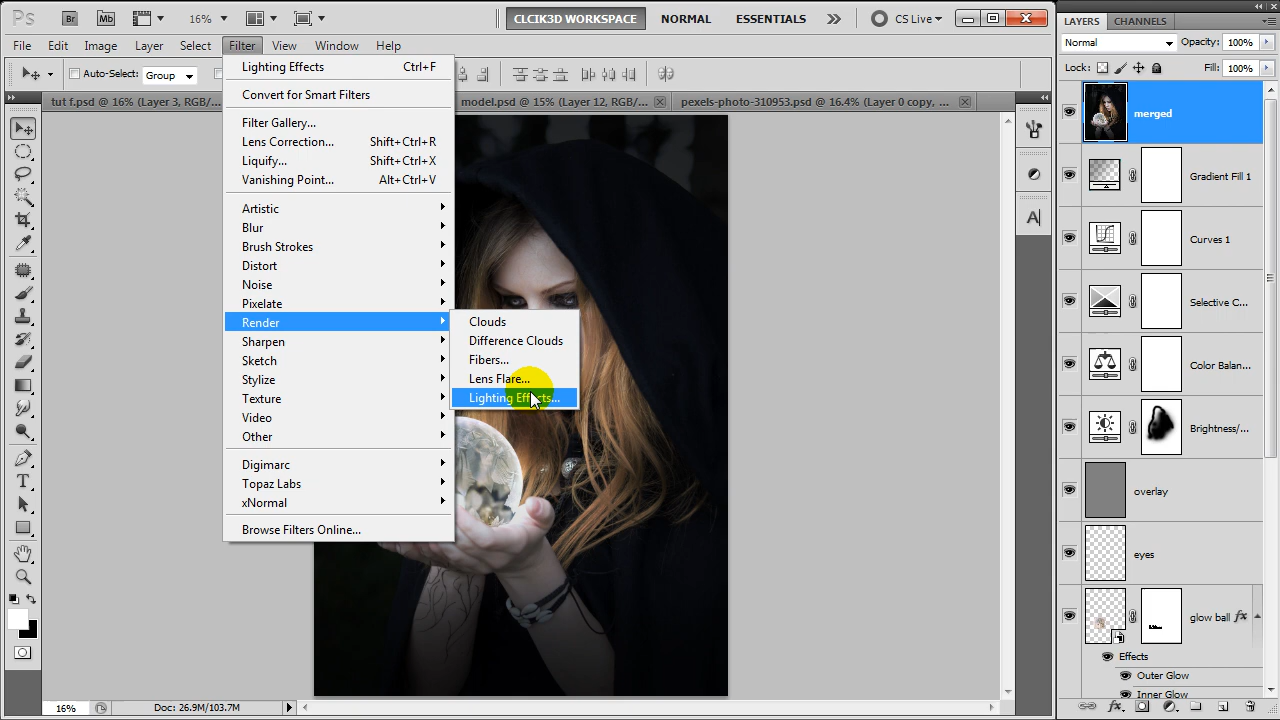 Ps Br Mb 16% CLCIK3D WORKSPACE NORMAL ESSENTIALS CS Live
File Edit Image Layer Select Filter View Window Help
Auto-Select: Group
tut f.psd @ 16% (Layer 3, RGB/... model.psd @ 15% (Layer 12, RGB/... pexels-photo-310953.psd @ 16.4% (Layer 0 copy, ...
Lighting Effects Ctrl+F
Convert for Smart Filters
Filter Gallery...
Lens Correction... Shift+Ctrl+R
Liquify... Shift+Ctrl+X
Vanishing Point... Alt+Ctrl+V
Artistic
Blur
Brush Strokes
Distort
Noise
Pixelate
Render
Sharpen
Sketch
Stylize
Texture
Video
Other
Digimarc
Topaz Labs
xNormal
Browse Filters Online...
Clouds
Difference Clouds
Fibers...
Lens Flare...
Lighting Effects...
16% Doc: 26.9M/103.7M
LAYERS CHANNELS
Normal Opacity: 100%
Lock: Fill: 100%
merged
Gradient Fill 1
Curves 1
Selective C...
Color Balan...
Brightness/...
overlay
eyes
glow ball fx
Effects
Outer Glow
Inner Glow